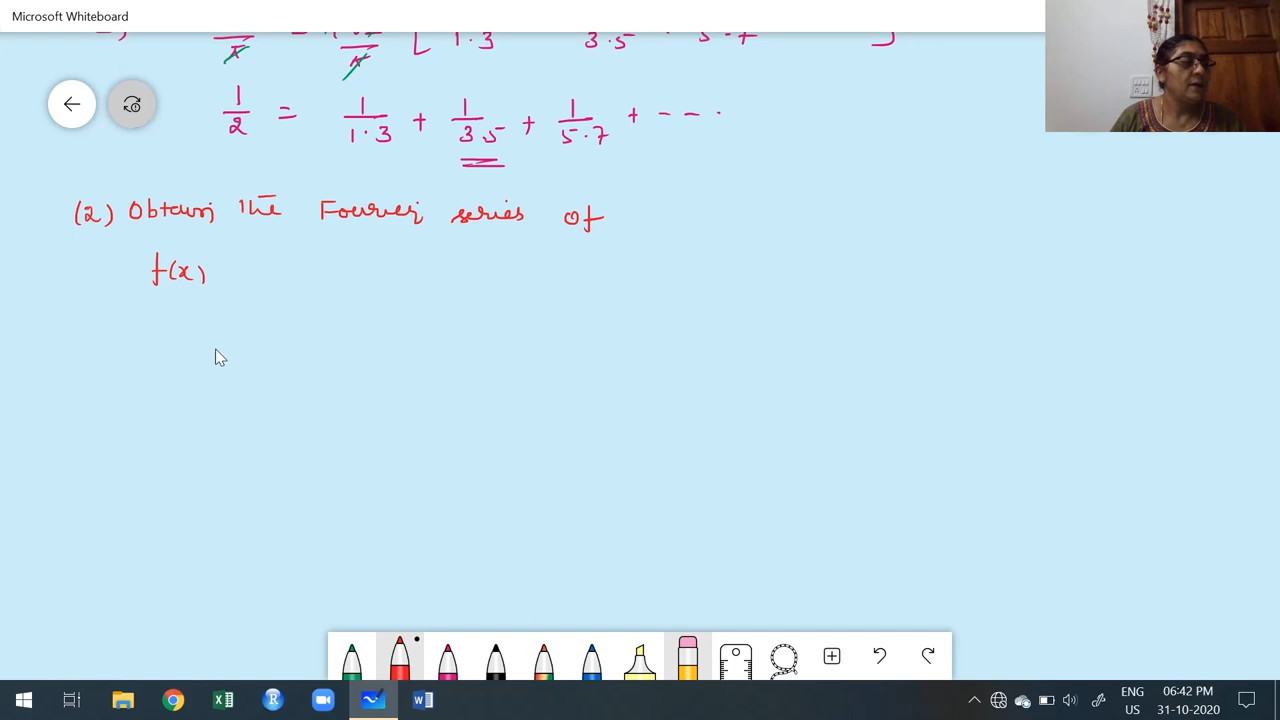 Microsoft Whiteboard
1/2 = 1/1·3 + 1/3·5 + 1/5·7 + - - ·
(2) Obtain the Fourier series of
f(x)
ENG
US
06:42 PM
31-10-2020